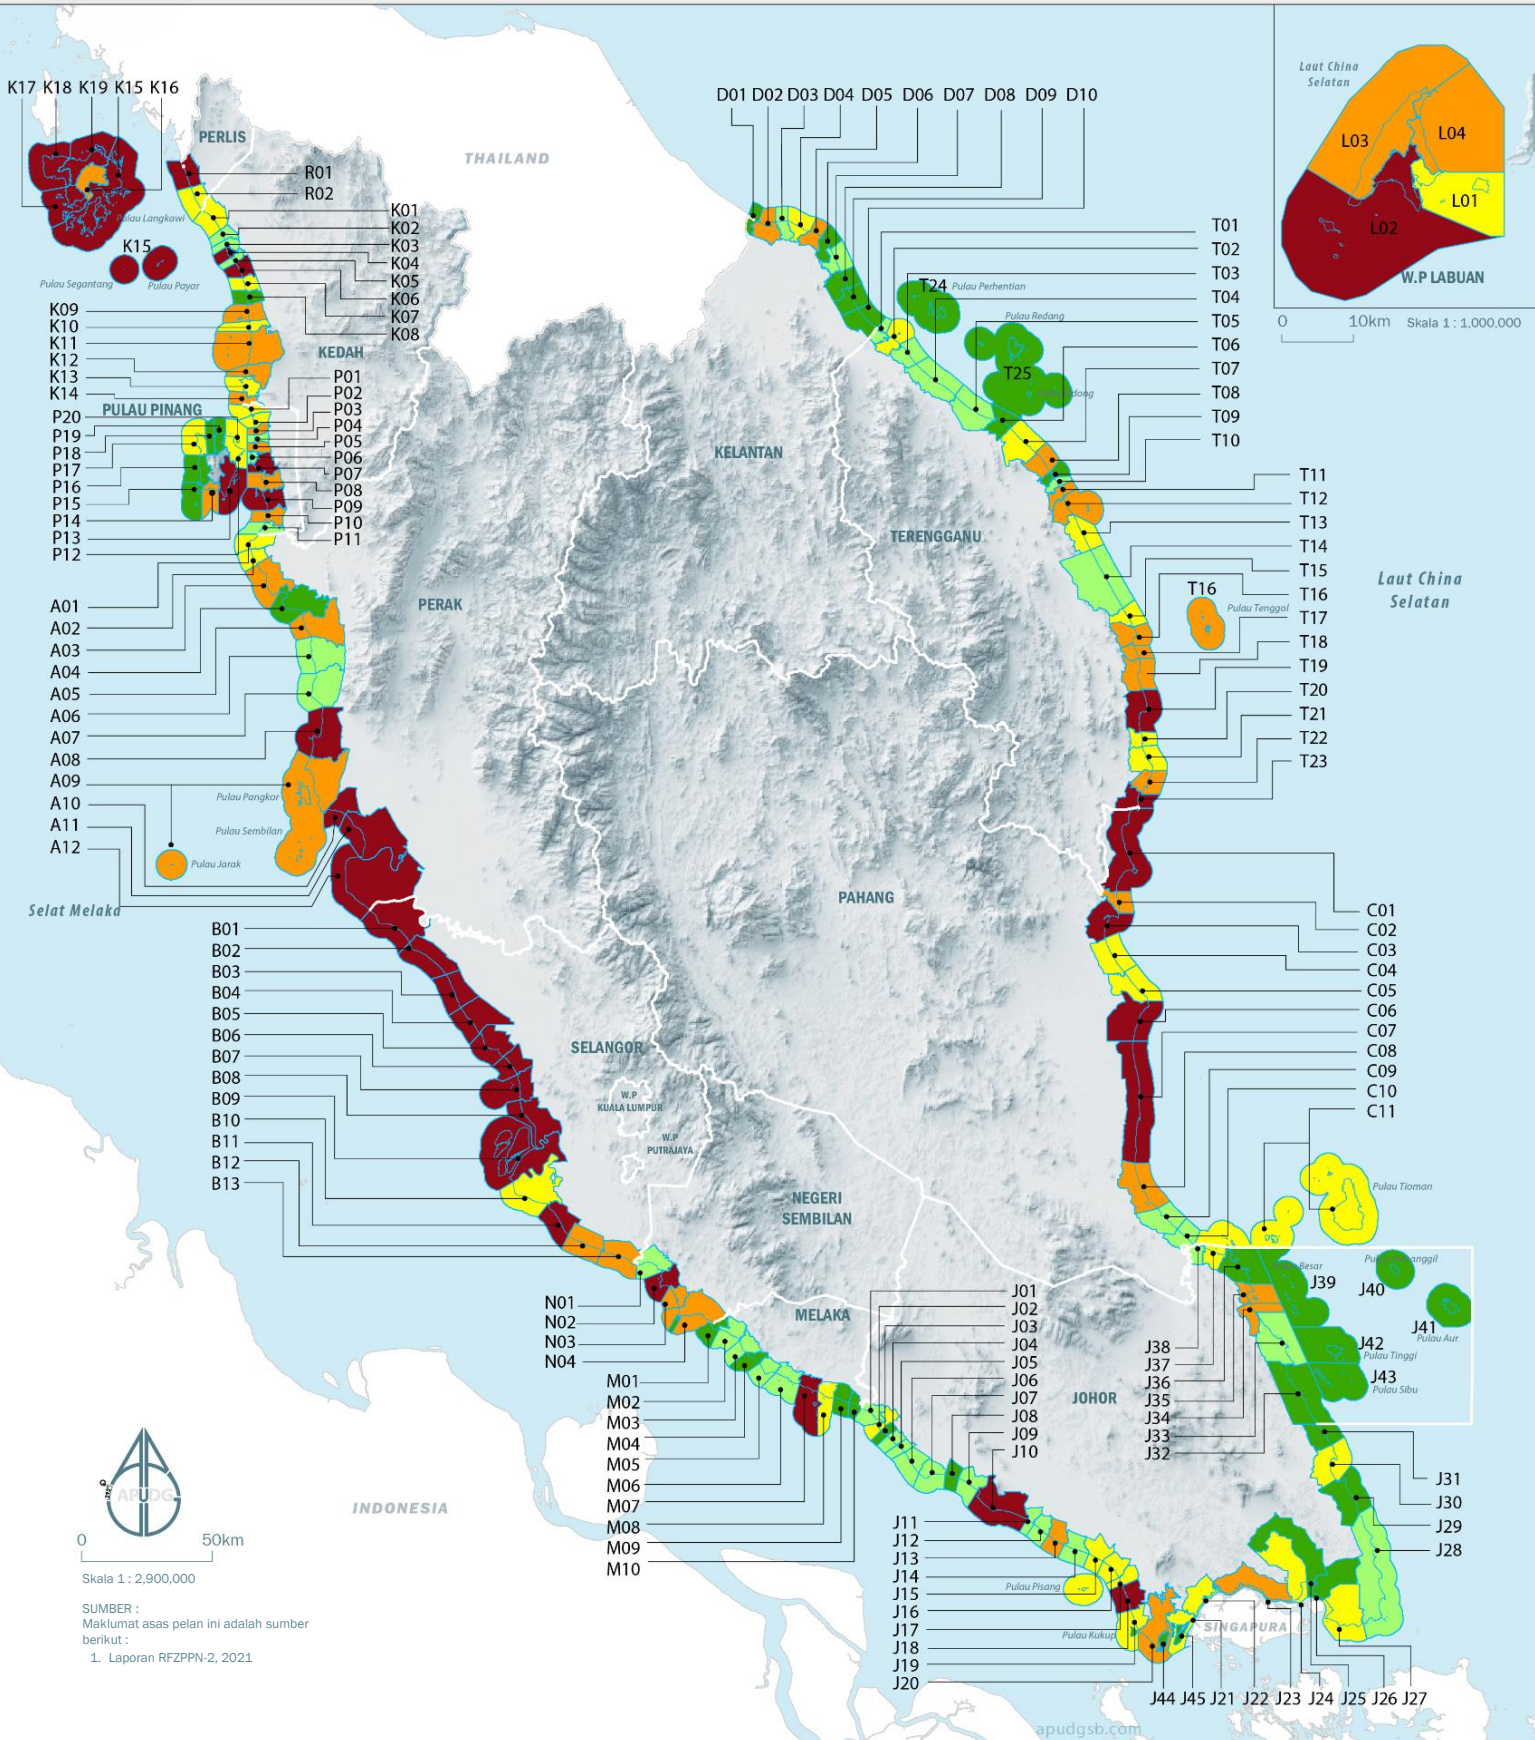 K17 K18 K19 K15 K16
PERLIS
THAILAND
R01
R02
Pulau Langkawi
K15
Pulau Segantang
Pulau Payar
K01
K02
K03
K04
K05
K06
K07
K08
K09
K10
K11
K12
K13
K14
KEDAH
PULAU PINANG
P01
P02
P03
P04
P05
P06
P07
P08
P09
P10
P11
P20
P19
P18
P17
P16
P15
P14
P13
P12
A01
A02
A03
A04
A05
A06
A07
A08
A09
A10
A11
A12
PERAK
Pulau Pangkor
Pulau Sembilan
Pulau Jarak
Selat Melaka
B01
B02
B03
B04
B05
B06
B07
B08
B09
B10
B11
B12
B13
SELANGOR
W.P
KUALA LUMPUR
W.P
PUTRAJAYA
NEGERI
SEMBILAN
N01
N02
N03
N04
MELAKA
M01
M02
M03
M04
M05
M06
M07
M08
M09
M10
D01 D02 D03 D04 D05 D06 D07 D08 D09 D10
KELANTAN
TERENGGANU
PAHANG
T24
Pulau Perhentian
Pulau Redang
T25
T01
T02
T03
T04
T05
T06
T07
T08
T09
T10
T11
T12
T13
T14
T15
T16
T17
T18
T19
T20
T21
T22
T23
T16
Pulau Tenggol
Laut China
Selatan
C01
C02
C03
C04
C05
C06
C07
C08
C09
C10
C11
Pulau Tioman
JOHOR
J01
J02
J03
J04
J05
J06
J07
J08
J09
J10
J11
J12
J13
J14
J15
J16
J17
J18
J19
J20
Pulau Pisang
Pulau Kukup
J44 J45 J21 J22 J23 J24 J25 J26 J27
SINGAPURA
J38
J37
J36
J35
J34
J33
J32
J31
J30
J29
J28
Besar
J39
J40
J41
Pulau Aur
J42
Pulau Tinggi
J43
Pulau Sibu
Laut China
Selatan
L03
L04
L01
L02
W.P LABUAN
0 10km Skala 1 : 1,000,000
INDONESIA
APUDG
0 50km
Skala 1 : 2,900,000
SUMBER :
Maklumat asas pelan ini adalah sumber
berikut :
1. Laporan RFZPPN-2, 2021
apudgsb.com